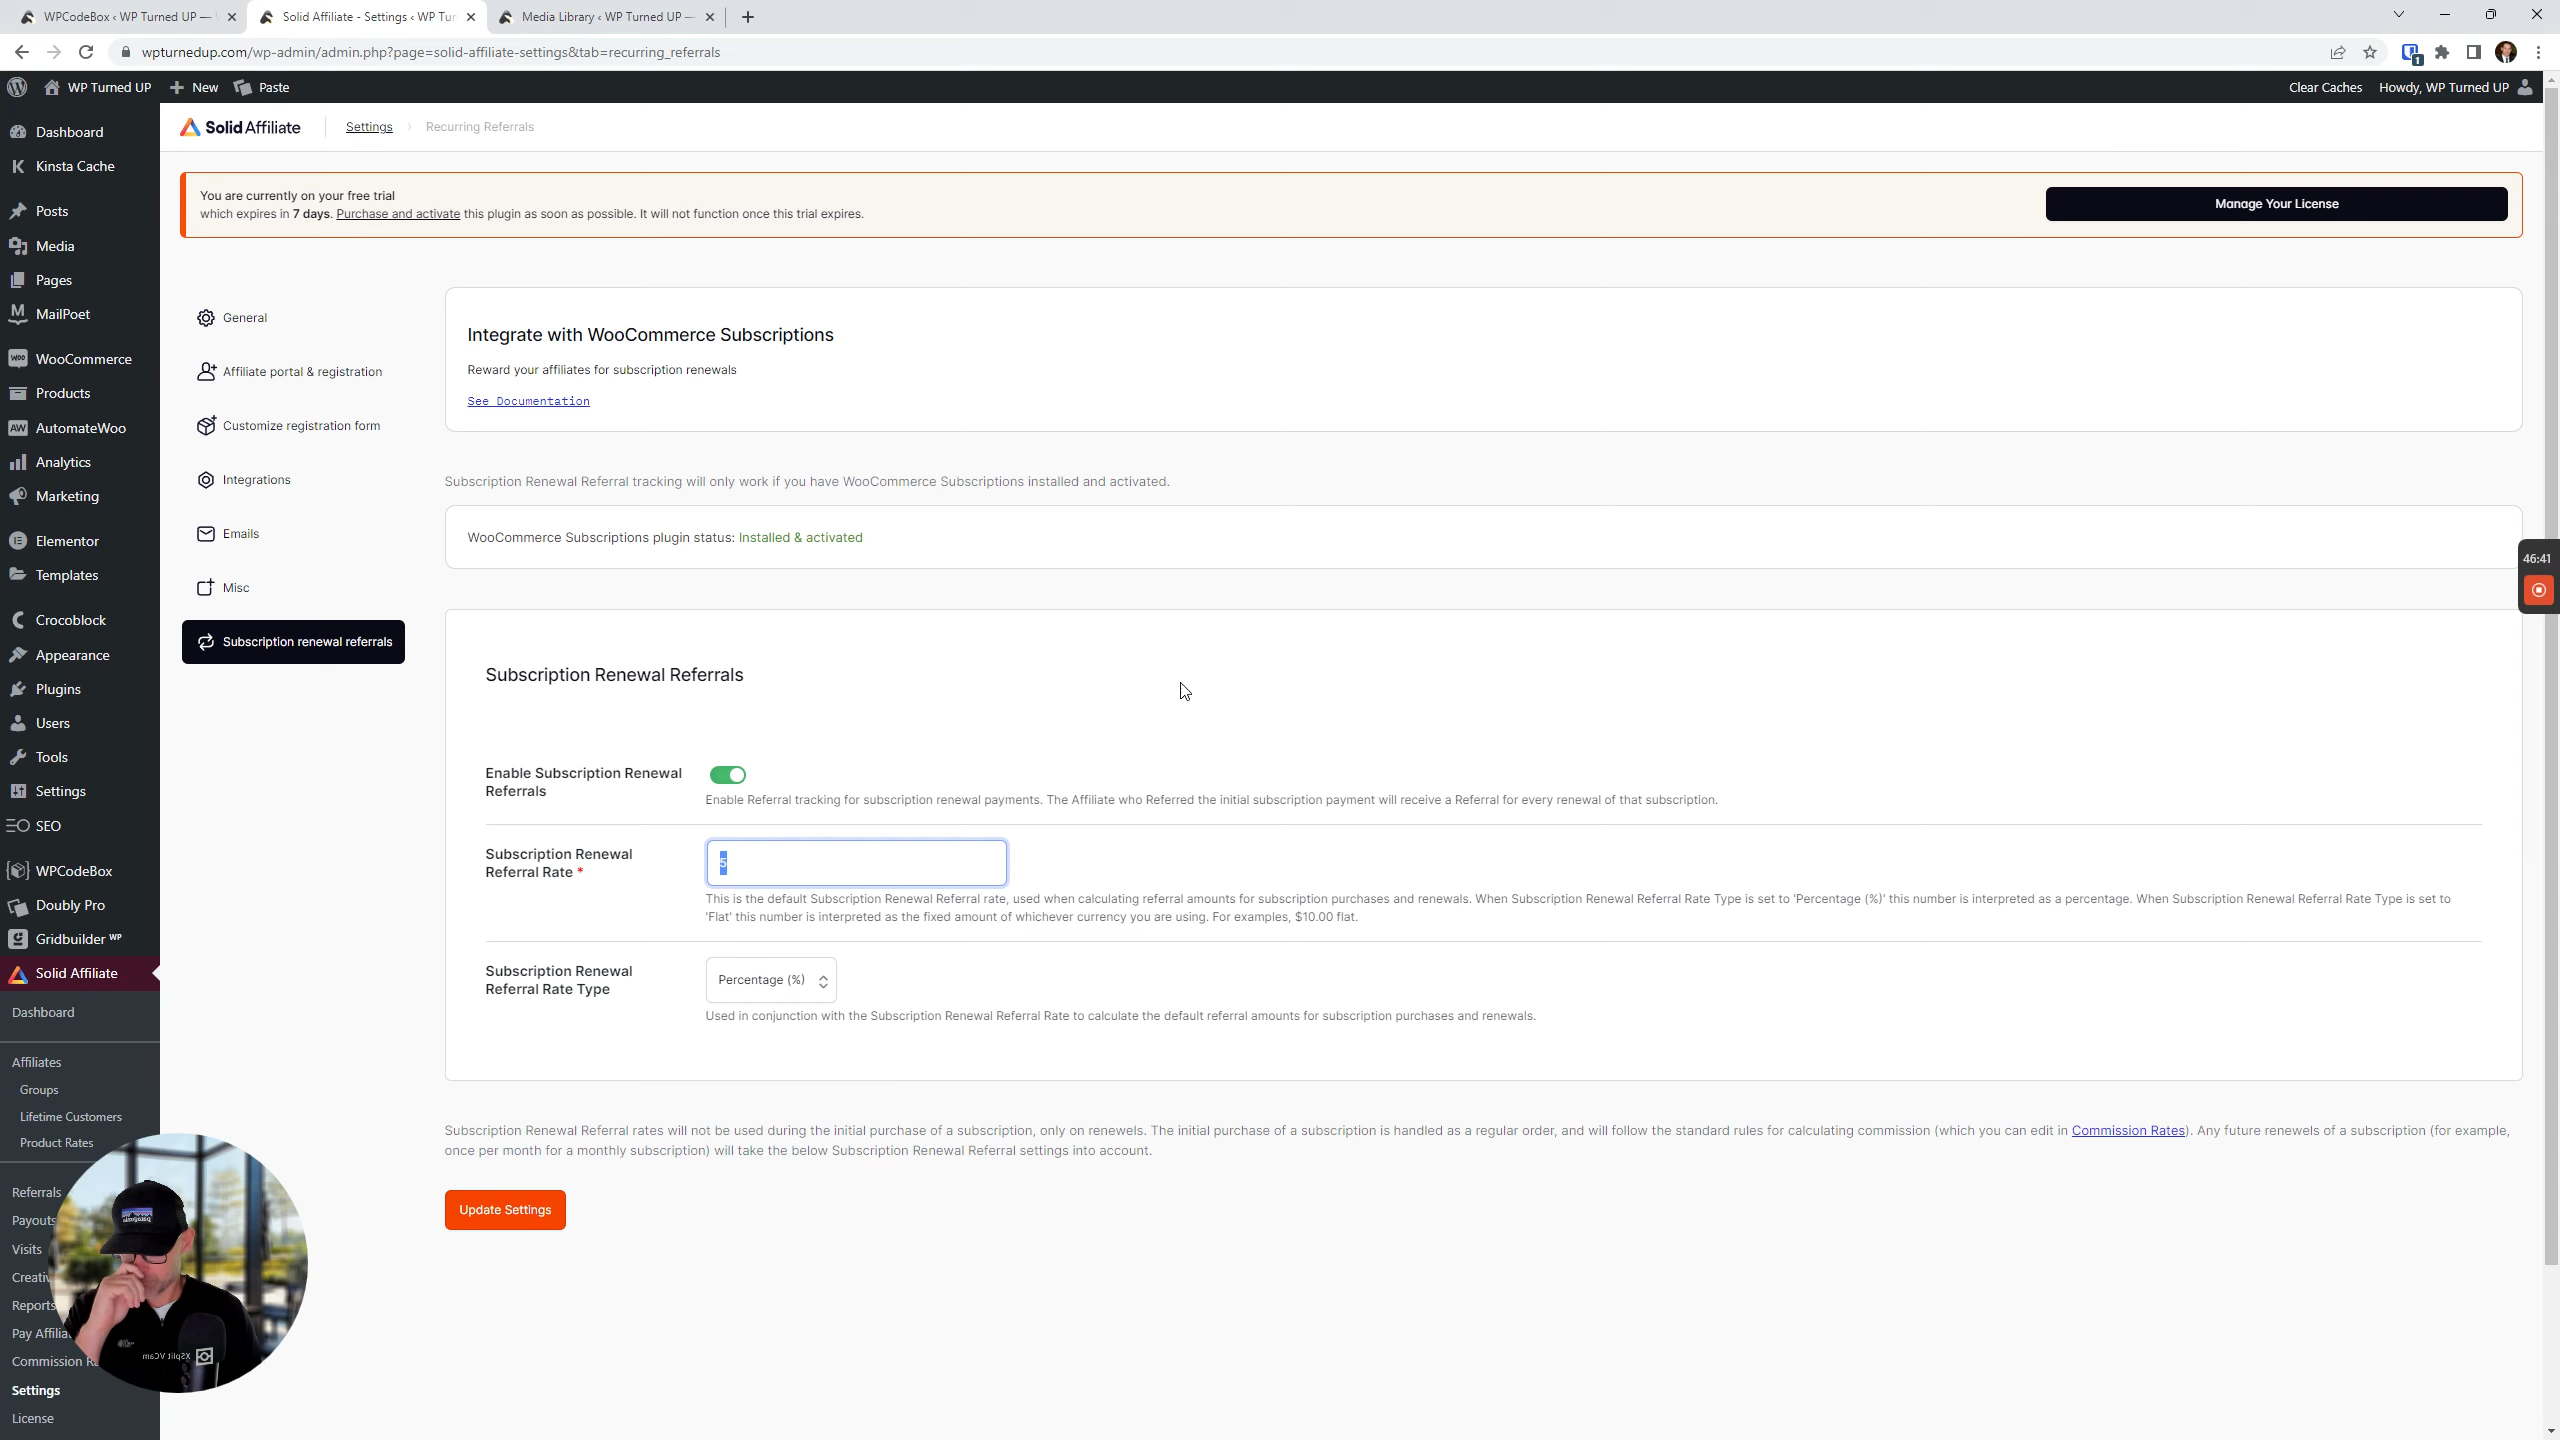 WPCodeBox ‹ WP Turned UP —
Solid Affiliate - Settings ‹ WP Tur
Media Library ‹ WP Turned UP —
wpturnedup.com/wp-admin/admin.php?page=solid-affiliate-settings&tab=recurring_referrals
WP Turned UP
New
Paste
Clear Caches
Howdy, WP Turned UP
Dashboard
Kinsta Cache
Posts
Media
Pages
MailPoet
WooCommerce
Products
AutomateWoo
Analytics
Marketing
Elementor
Templates
Crocoblock
Appearance
Plugins
Users
Tools
Settings
SEO
WPCodeBox
Doubly Pro
Gridbuilder WP
Solid Affiliate
Dashboard
Affiliates
Groups
Lifetime Customers
Product Rates
Referrals
Payouts
Visits
Creativ
Reports
Pay Affilia
Commission Ra
Settings
License
Solid Affiliate
Settings
Recurring Referrals
You are currently on your free trial
which expires in 7 days. Purchase and activate this plugin as soon as possible. It will not function once this trial expires.
Manage Your License
General
Affiliate portal & registration
Customize registration form
Integrations
Emails
Misc
Subscription renewal referrals
Integrate with WooCommerce Subscriptions
Reward your affiliates for subscription renewals
See Documentation
Subscription Renewal Referral tracking will only work if you have WooCommerce Subscriptions installed and activated.
WooCommerce Subscriptions plugin status: Installed & activated
46:41
Subscription Renewal Referrals
Enable Subscription Renewal
Referrals
Enable Referral tracking for subscription renewal payments. The Affiliate who Referred the initial subscription payment will receive a Referral for every renewal of that subscription.
Subscription Renewal
Referral Rate *
5
This is the default Subscription Renewal Referral rate, used when calculating referral amounts for subscription purchases and renewals. When Subscription Renewal Referral Rate Type is set to 'Percentage (%)' this number is interpreted as a percentage. When Subscription Renewal Referral Rate Type is set to
'Flat' this number is interpreted as the fixed amount of whichever currency you are using. For examples, $10.00 flat.
Subscription Renewal
Referral Rate Type
Percentage (%)
Used in conjunction with the Subscription Renewal Referral Rate to calculate the default referral amounts for subscription purchases and renewals.
Subscription Renewal Referral rates will not be used during the initial purchase of a subscription, only on renewels. The initial purchase of a subscription is handled as a regular order, and will follow the standard rules for calculating commission (which you can edit in Commission Rates). Any future renewels of a subscription (for example,
once per month for a monthly subscription) will take the below Subscription Renewal Referral settings into account.
Update Settings
patagonia
XSplit VCam